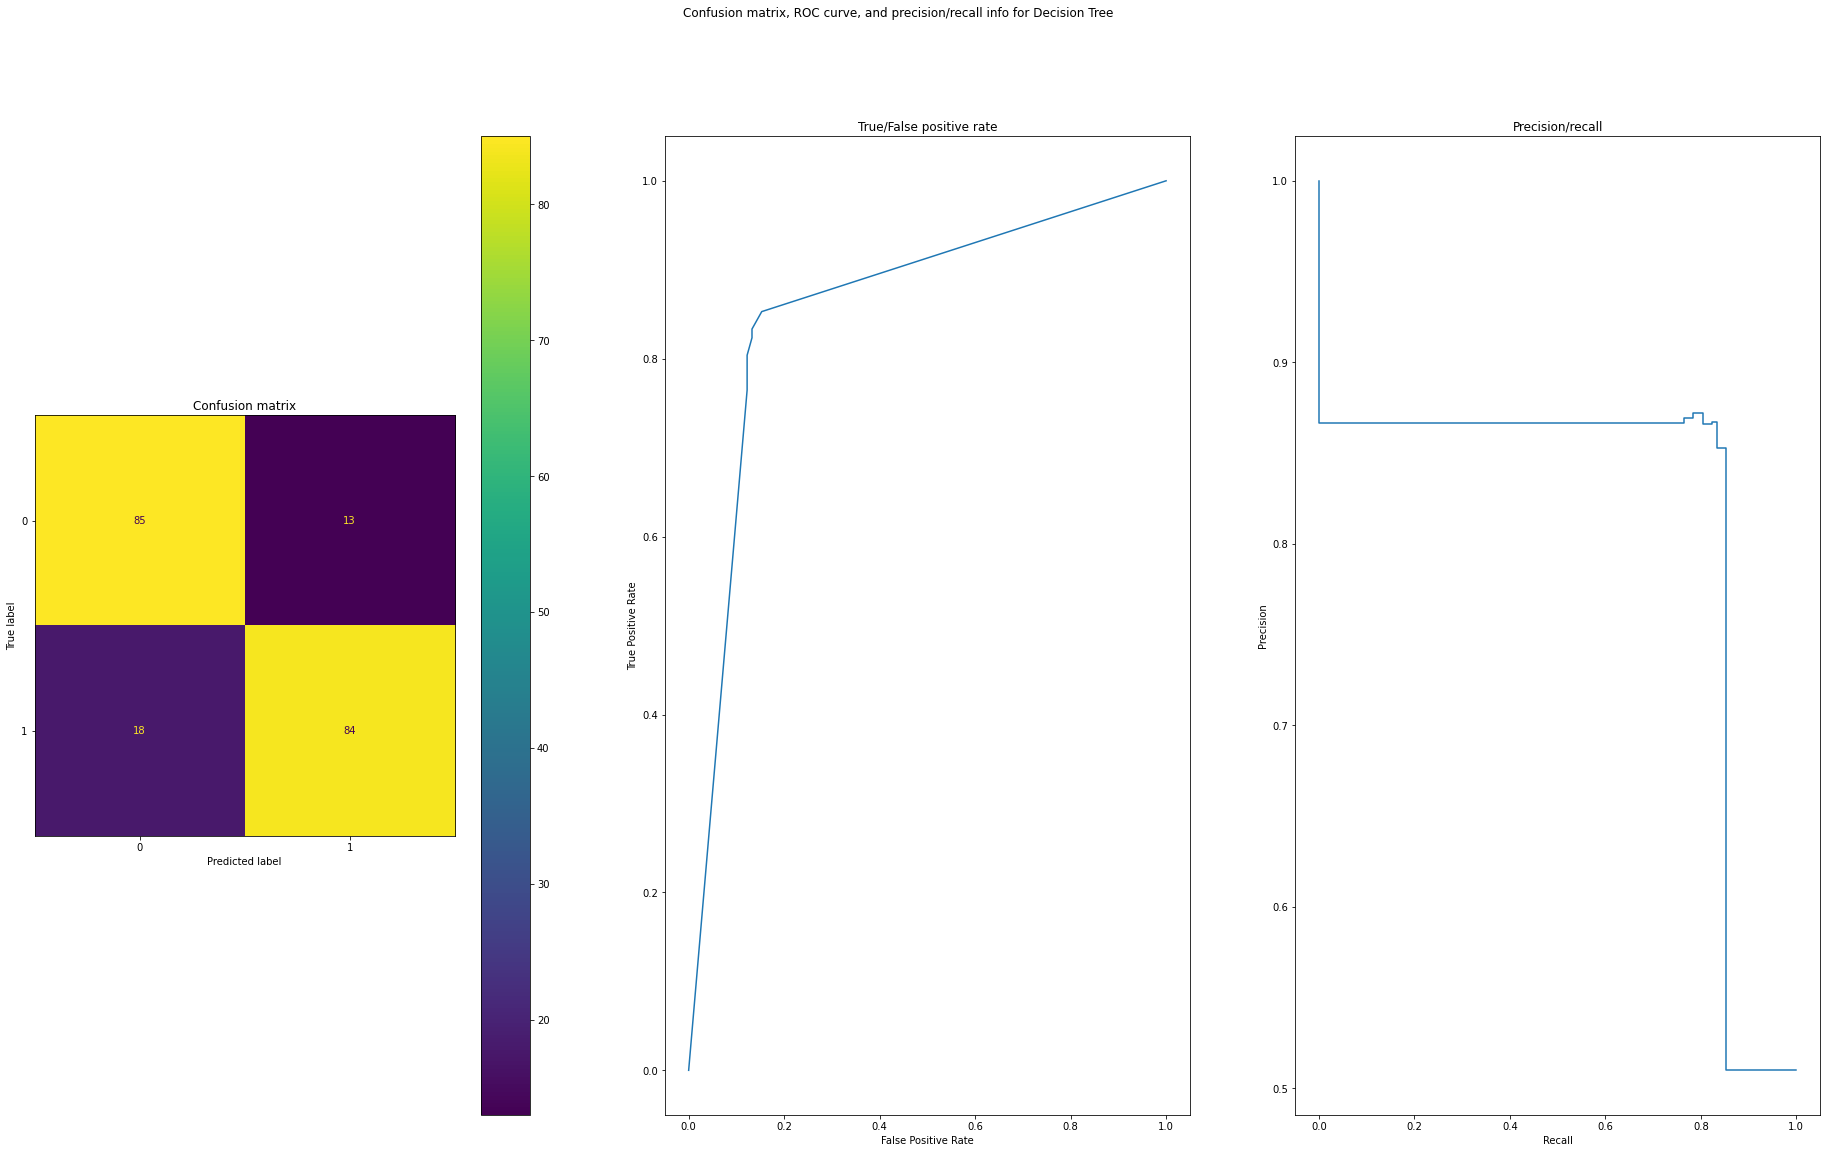 Confusion matrix, ROC curve, and precision/recall info for Decision Tree
Confusion matrix
True label
0
1
85
13
18
84
0
1
Predicted label
80
70
60
50
40
30
20
True/False positive rate
True Positive Rate
1.0
0.8
0.6
0.4
0.2
0.0
0.0 0.2 0.4 0.6 0.8 1.0
False Positive Rate
Precision/recall
Precision
1.0
0.9
0.8
0.7
0.6
0.5
0.0 0.2 0.4 0.6 0.8 1.0
Recall